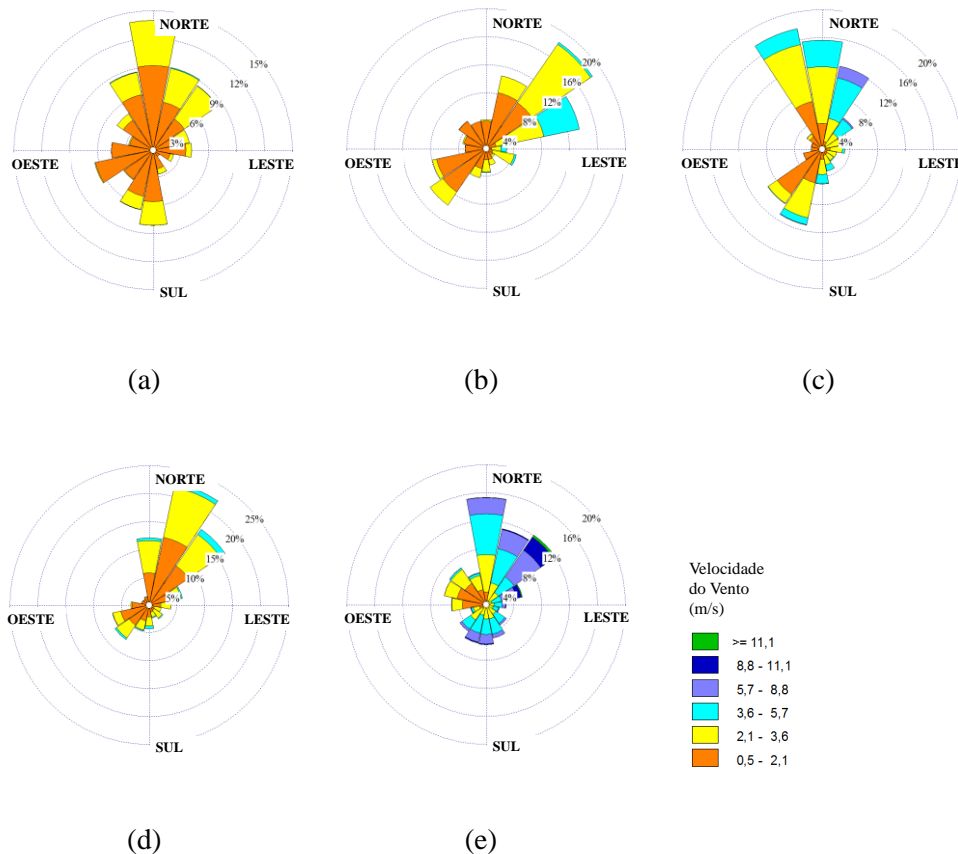 NORTE
15%
12%
9%
6%
3%
OESTE
LESTE
SUL
(a)
NORTE
20%
16%
12%
8%
4%
OESTE
LESTE
SUL
(b)
NORTE
20%
16%
12%
8%
4%
OESTE
LESTE
SUL
(c)
NORTE
25%
20%
15%
10%
5%
OESTE
LESTE
SUL
(d)
NORTE
20%
16%
12%
8%
4%
OESTE
LESTE
SUL
(e)
Velocidade
do Vento
(m/s)
>= 11,1
8,8 - 11,1
5,7 - 8,8
3,6 - 5,7
2,1 - 3,6
0,5 - 2,1